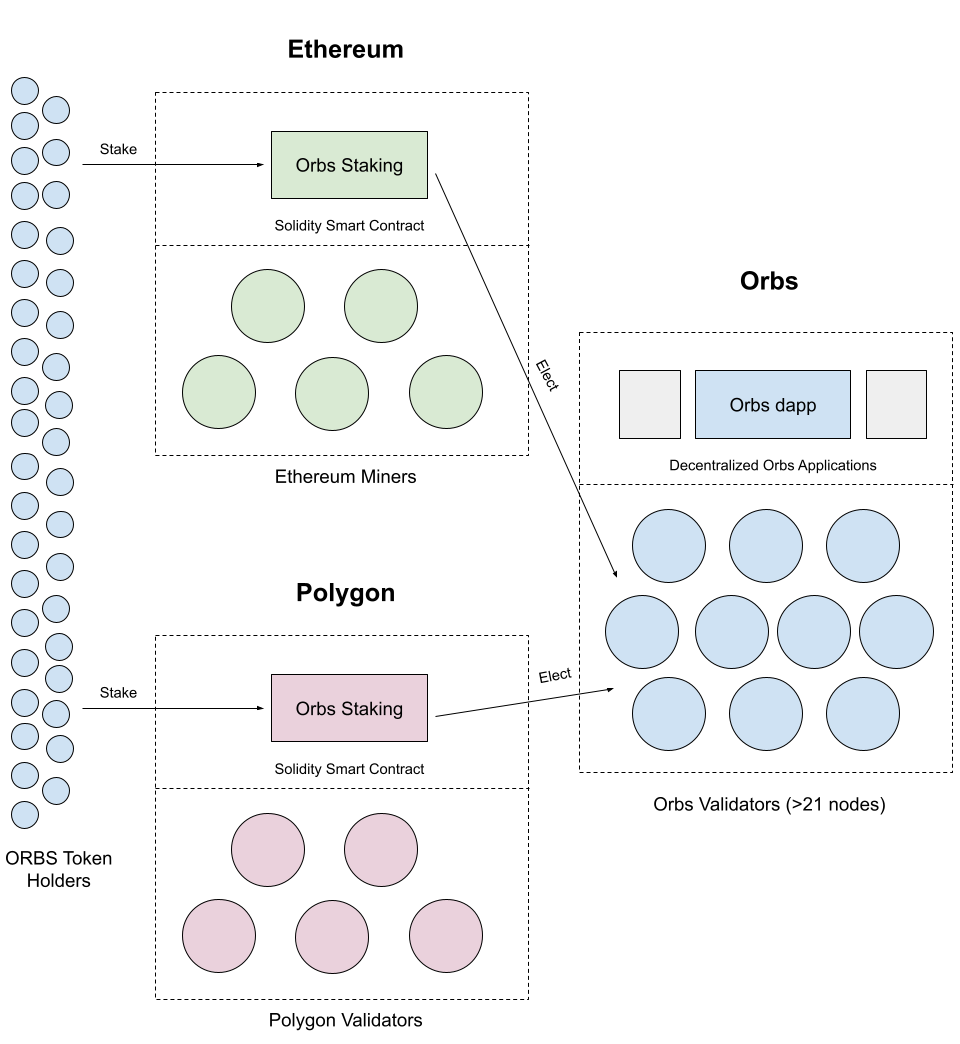 Ethereum
Stake
Orbs Staking
Solidity Smart Contract
Ethereum Miners
Elect
Orbs
Orbs dapp
Decentralized Orbs Applications
Orbs Validators (>21 nodes)
Polygon
Stake
Orbs Staking
Solidity Smart Contract
Elect
Polygon Validators
ORBS Token
Holders